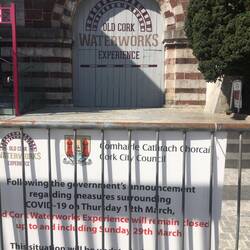 OLD CORK
WATERWORKS
EXPERIENCE
OLD CORK
WATERWORKS
EXPERIENCE
Comhairle Cathrach Chorcaí
Cork City Council
Following the government's announcement
regarding measures surrounding
COVID-19 on Thursday 12th March,
Old Cork Waterworks Experience will remain closed
up to and including Sunday 29th March
This situation will be